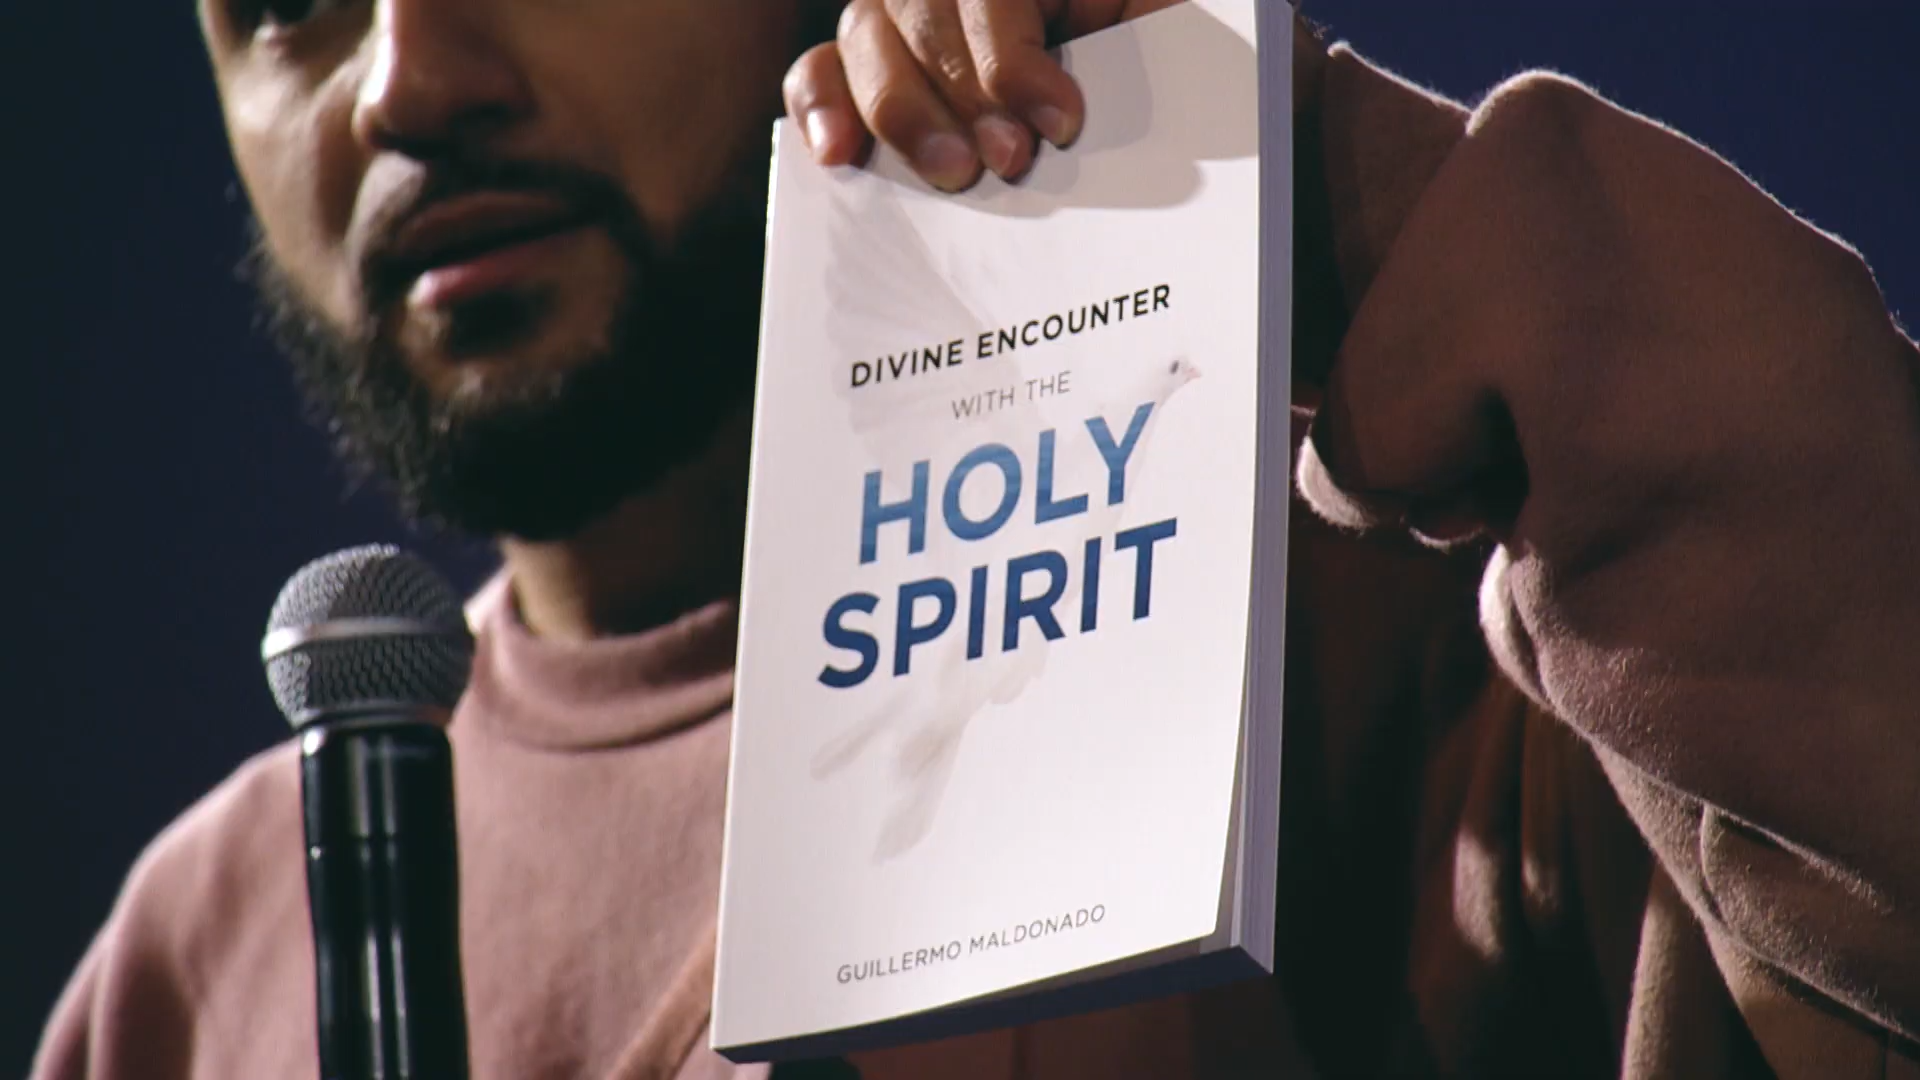 DIVINE ENCOUNTER
WITH THE
HOLY
SPIRIT
GUILLERMO MALDONADO